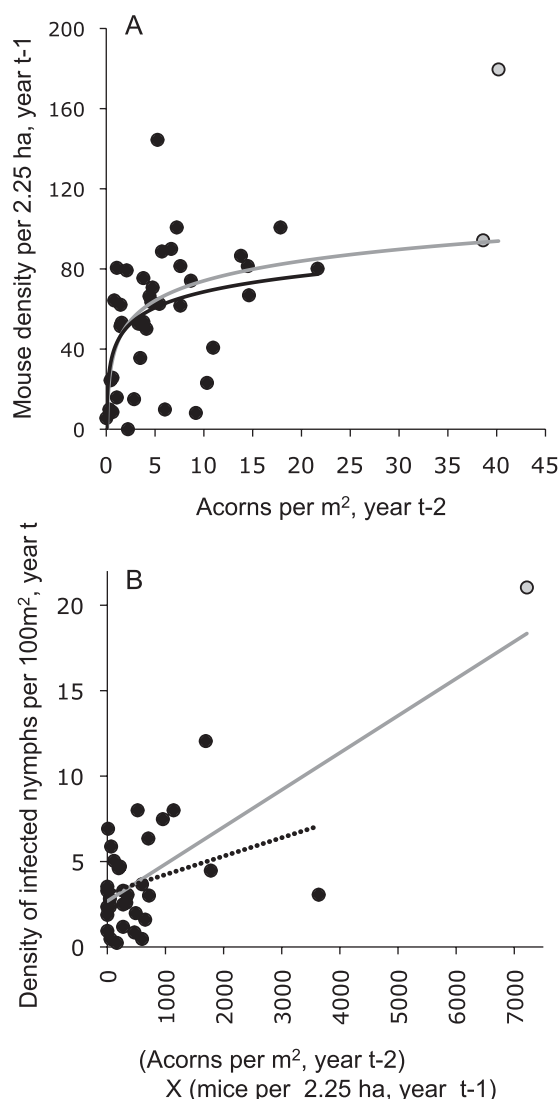 A
Mouse density per 2.25 ha, year t-1
200
160
120
80
40
0
0 5 10 15 20 25 30 35 40 45
Acorns per m², year t-2
B
Density of infected nymphs per 100m², year t
20
15
10
5
0
0 1000 2000 3000 4000 5000 6000 7000
(Acorns per m², year t-2)
X (mice per 2.25 ha, year t-1)